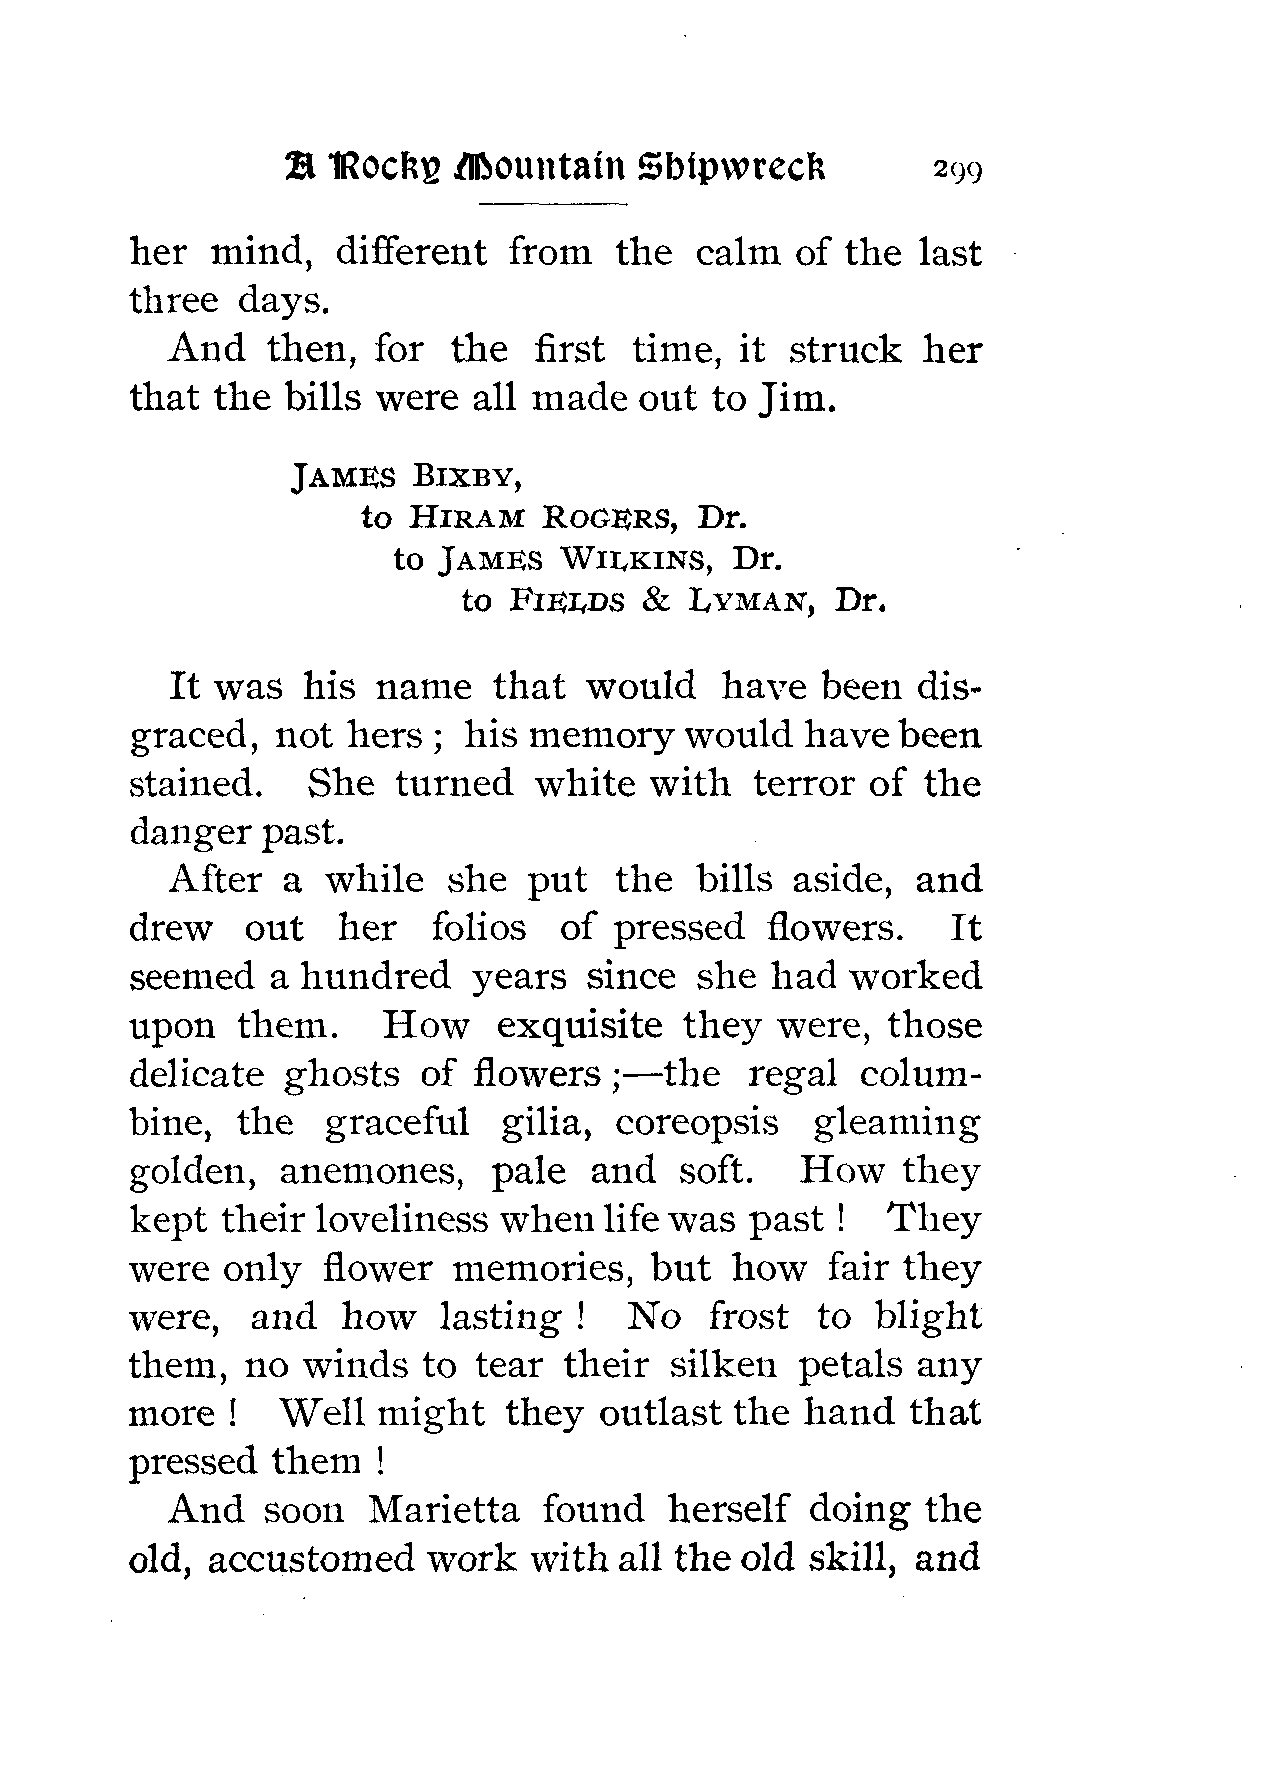 A Rocky Mountain Shipwreck 299
her mind, different from the calm of the last
three days.
And then, for the first time, it struck her
that the bills were all made out to Jim.
JAMES BIXBY,
to HIRAM ROGERS, Dr.
to JAMES WILKINS, Dr.
to FIELDS & LYMAN, Dr.
It was his name that would have been dis-
graced, not hers ; his memory would have been
stained. She turned white with terror of the
danger past.
After a while she put the bills aside, and
drew out her folios of pressed flowers. It
seemed a hundred years since she had worked
upon them. How exquisite they were, those
delicate ghosts of flowers ;—the regal colum-
bine, the graceful gilia, coreopsis gleaming
golden, anemones, pale and soft. How they
kept their loveliness when life was past ! They
were only flower memories, but how fair they
were, and how lasting ! No frost to blight
them, no winds to tear their silken petals any
more ! Well might they outlast the hand that
pressed them !
And soon Marietta found herself doing the
old, accustomed work with all the old skill, and